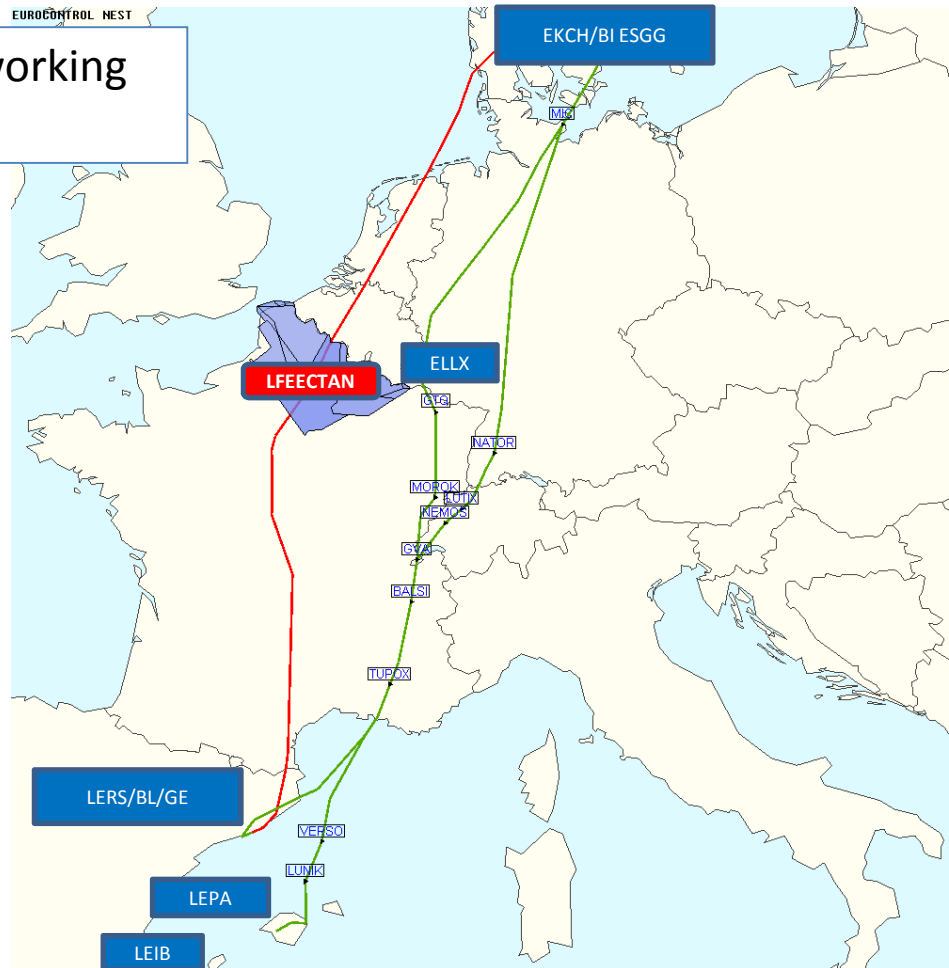 EUROCONTROL NEST
working
EKCH/BI ESGG
MIC
LFEECTAN
ELLX
GTQ
NATOR
MOROK
LUTIX
NEMOS
GVA
BALSI
TUPOX
LERS/BL/GE
VERSO
LUNIK
LEPA
LEIB